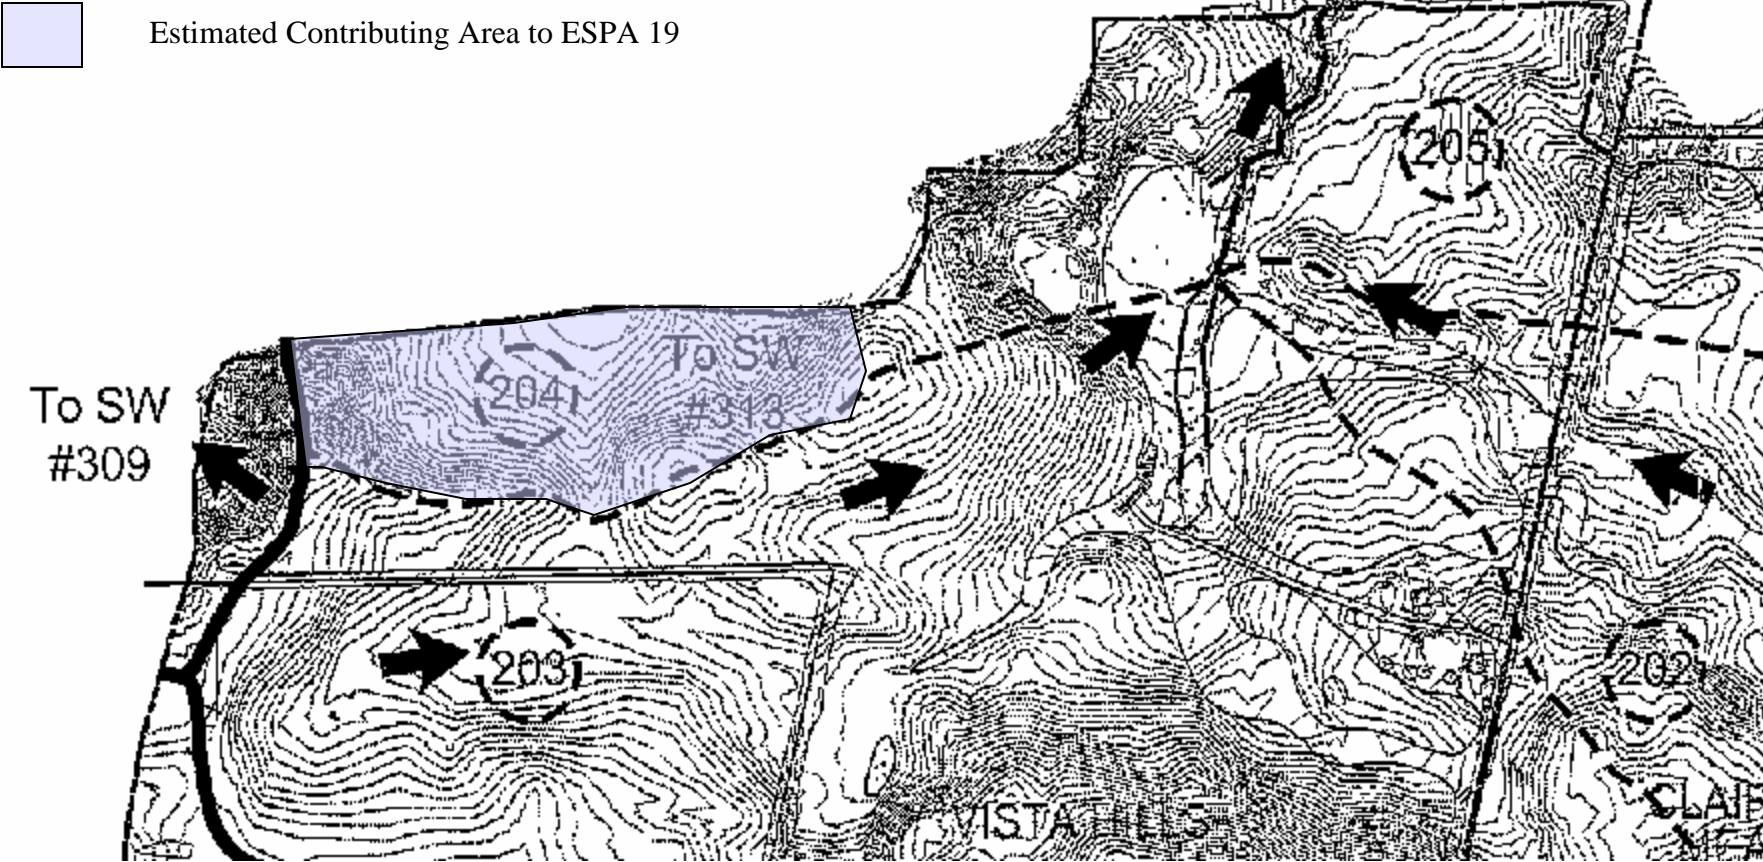 Estimated Contributing Area to ESPA 19
205
To SW
#313
204
To SW
#309
203
202
VISTA HILLS